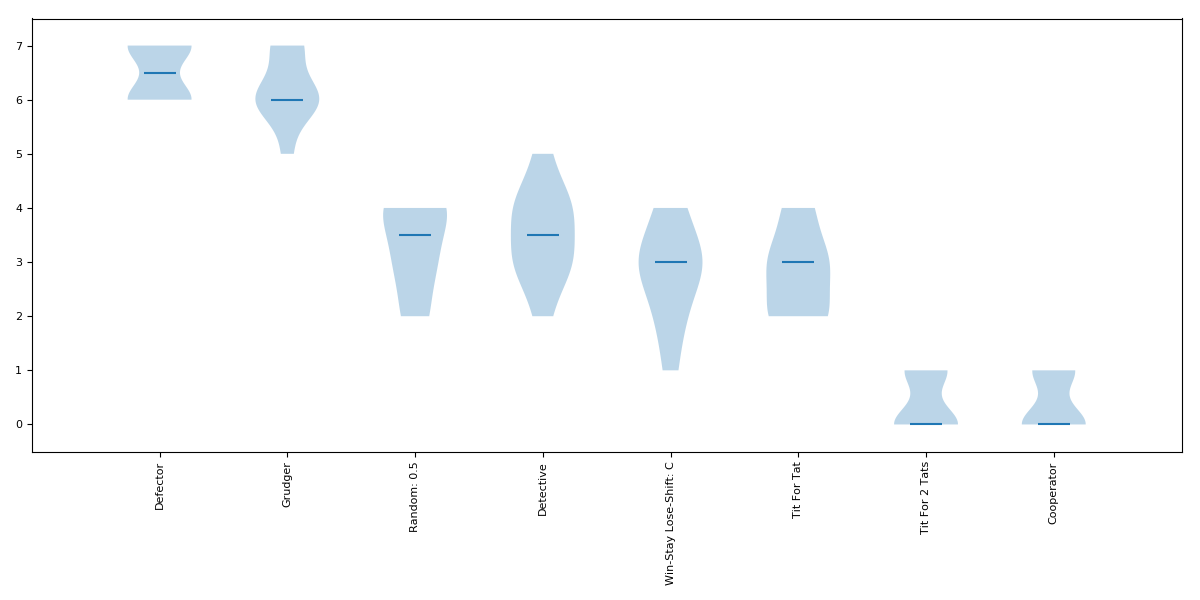 7
6
5
4
3
2
1
0
Defector
Grudger
Random: 0.5
Detective
Win-Stay Lose-Shift: C
Tit For Tat
Tit For 2 Tats
Cooperator